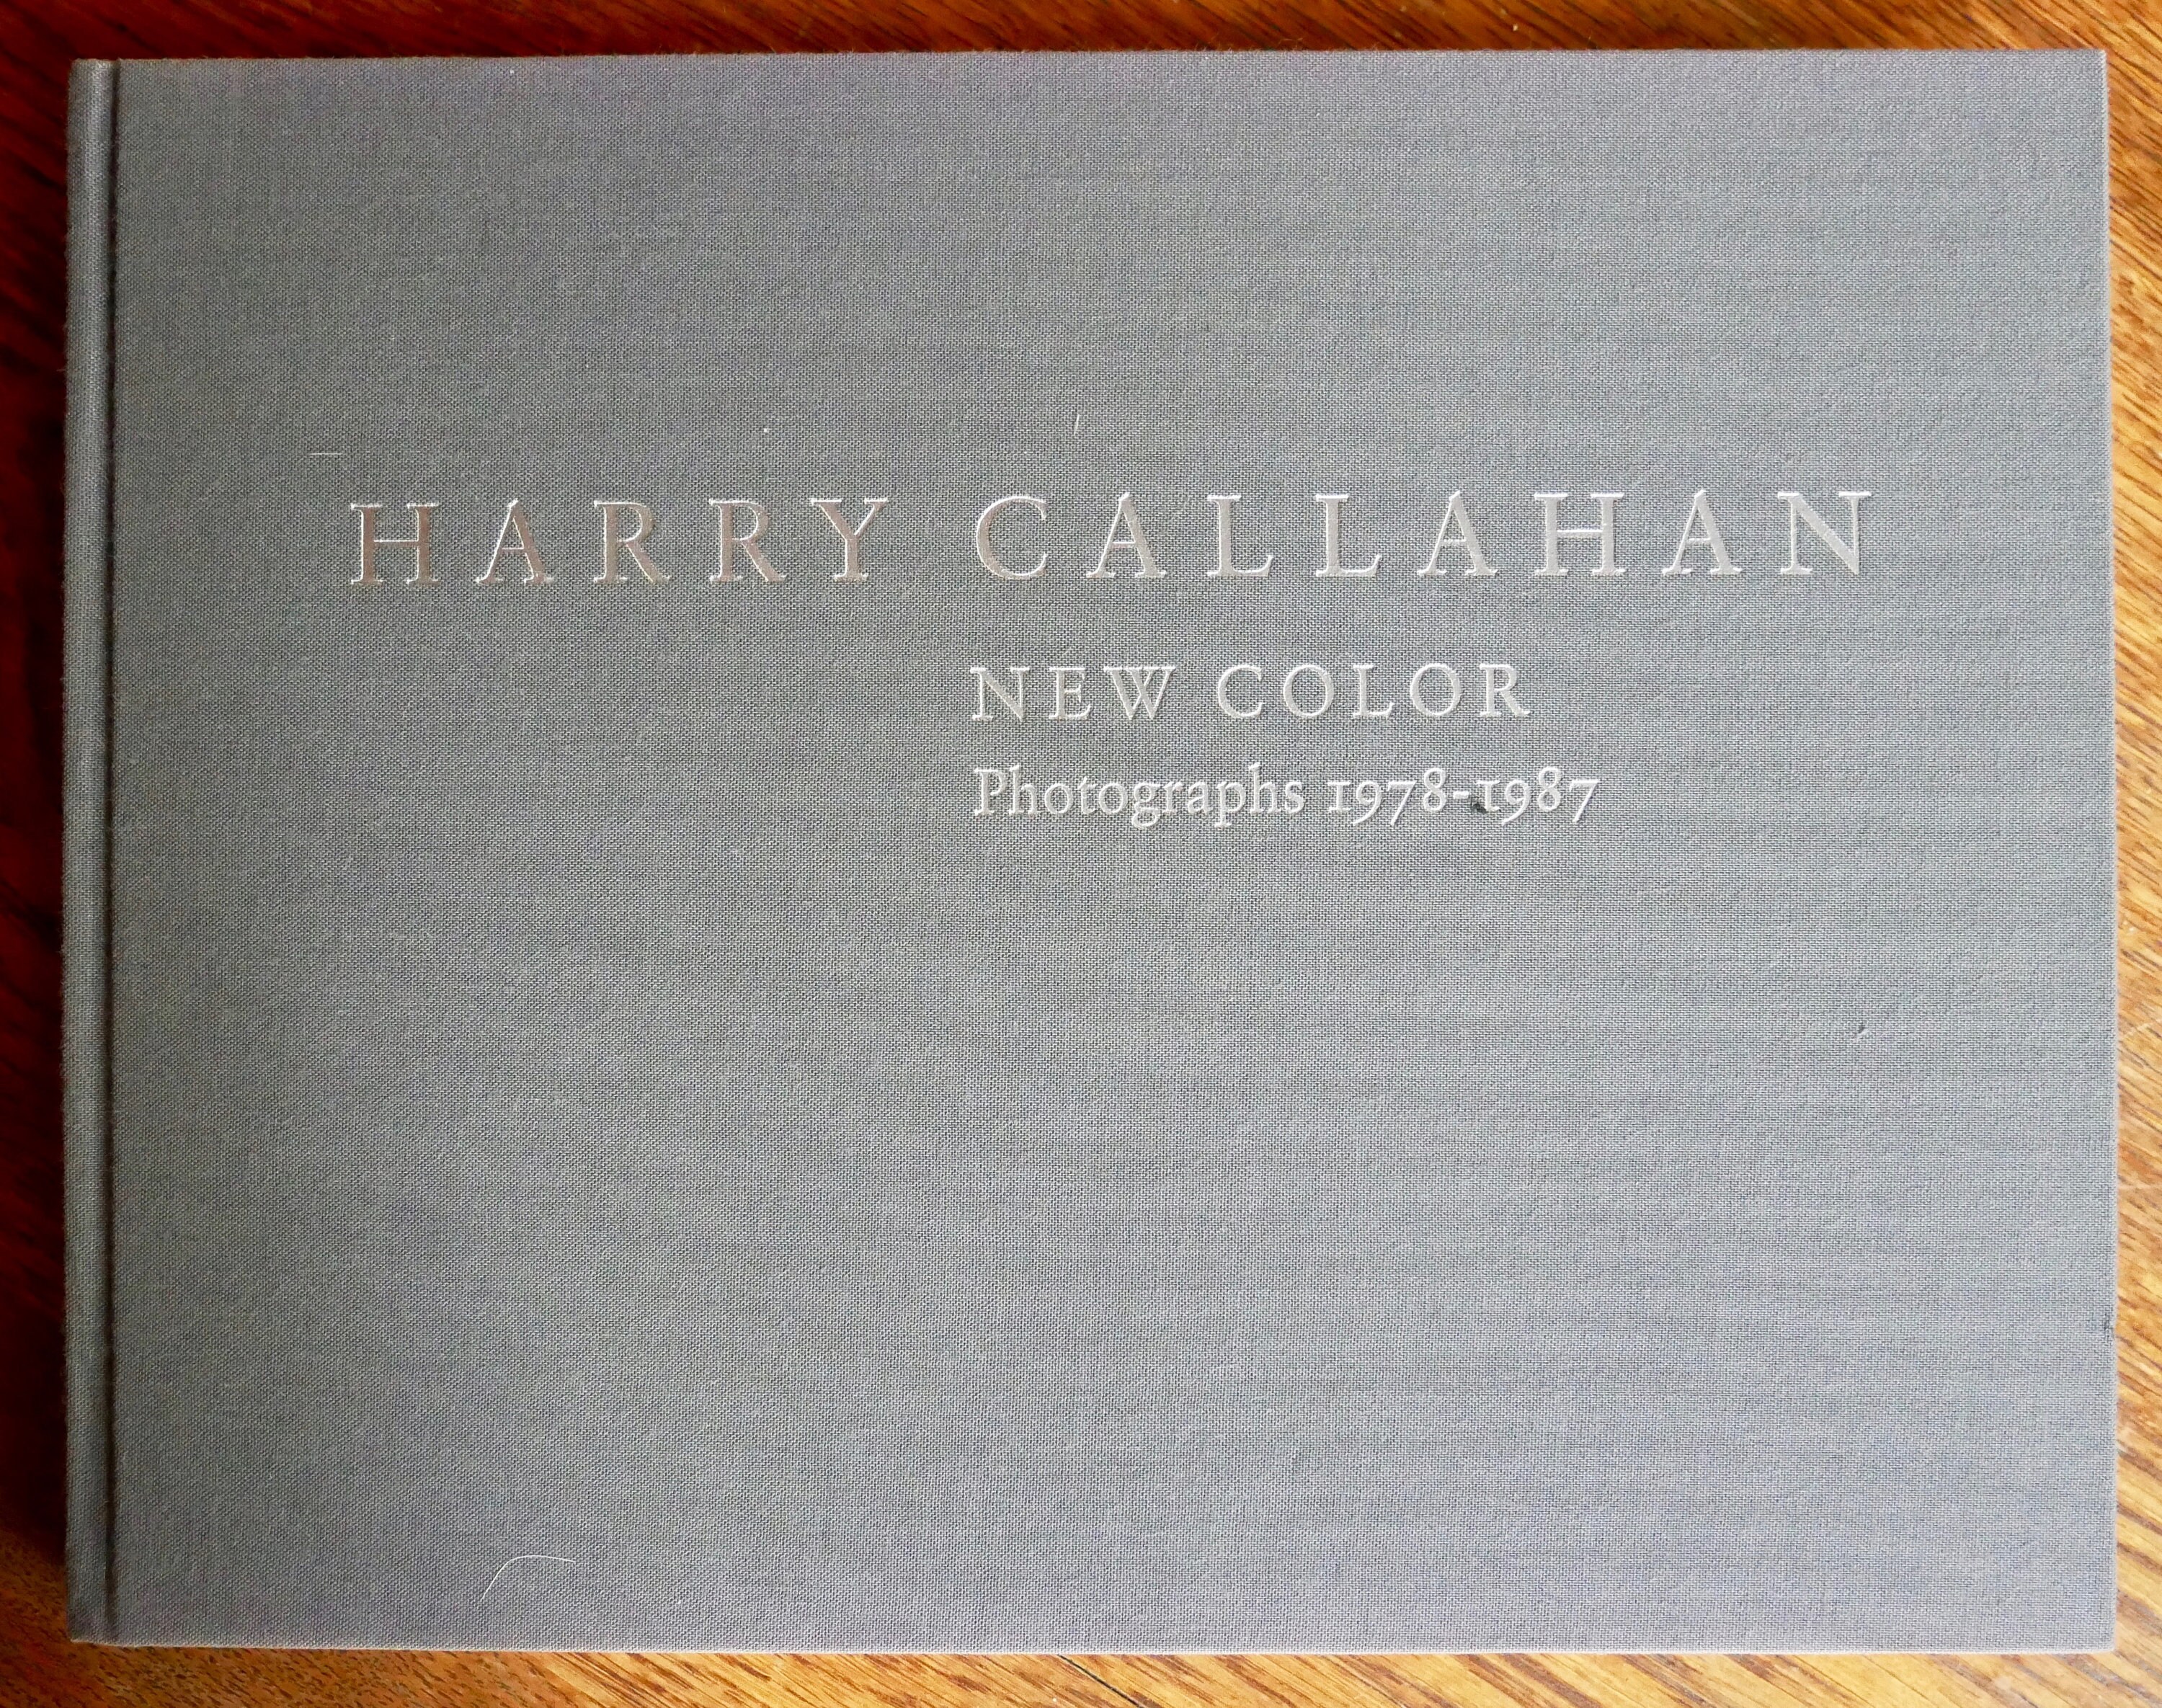 HARRY CALLAHAN
NEW COLOR
Photographs 1978-1987